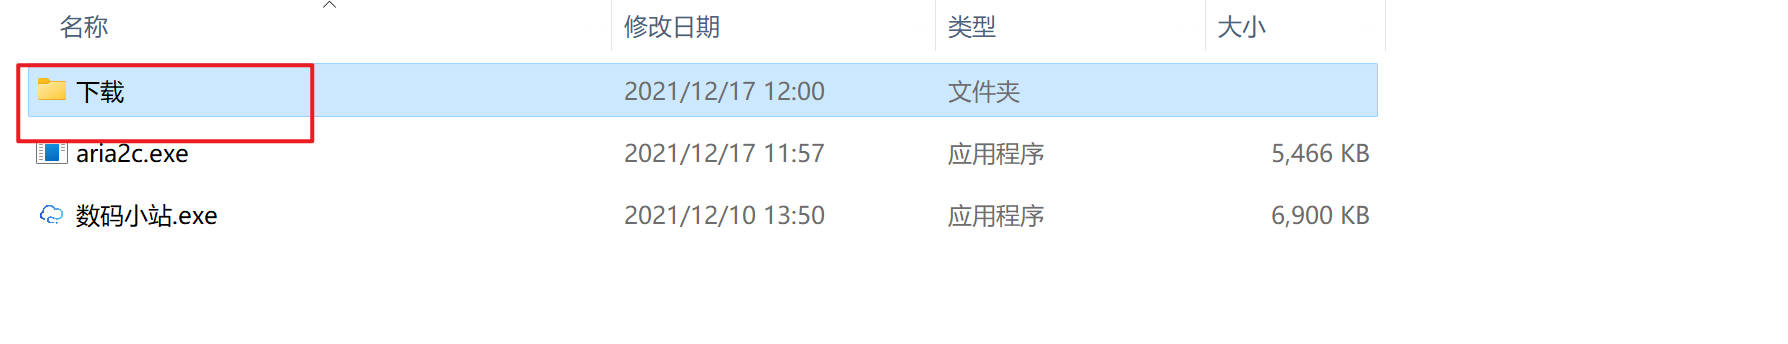 名称 修改日期 类型 大小
下载 2021/12/17 12:00 文件夹
aria2c.exe 2021/12/17 11:57 应用程序 5,466 KB
数码小站.exe 2021/12/10 13:50 应用程序 6,900 KB